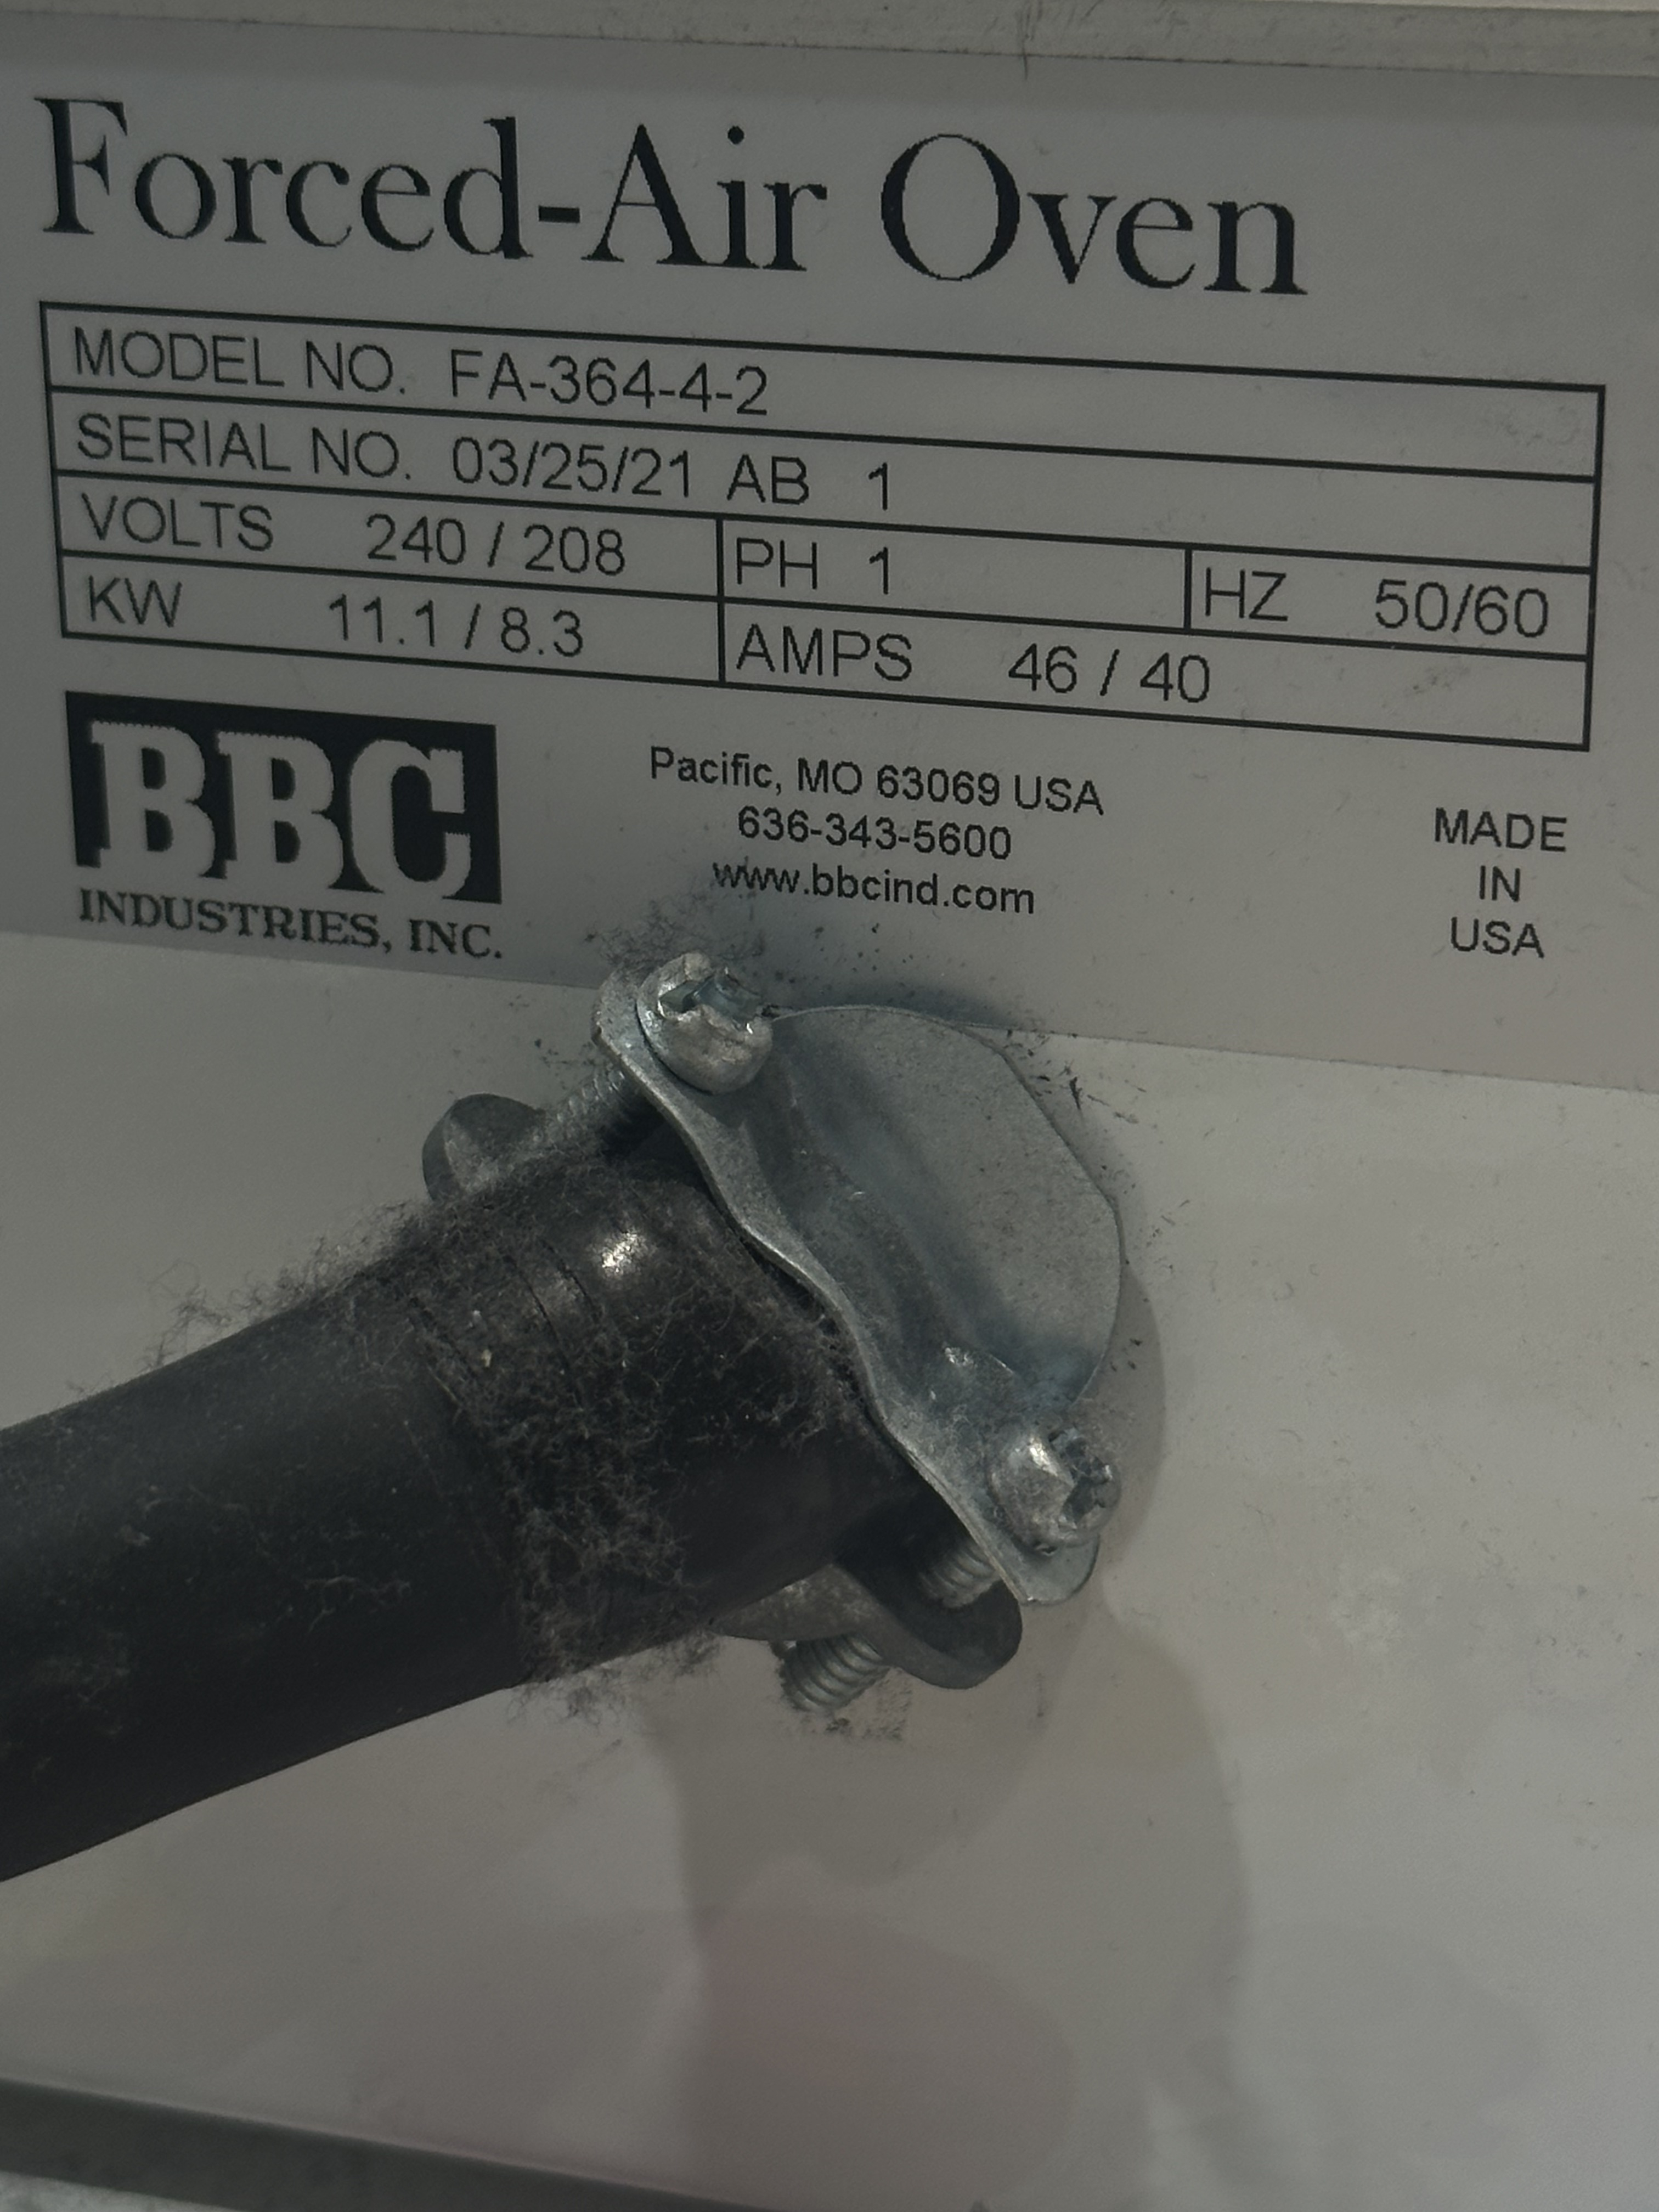 Forced-Air Oven
MODEL NO. FA-364-4-2
SERIAL NO. 03/25/21 AB 1
VOLTS 240 / 208 PH 1 HZ 50/60
KW 11.1 / 8.3 AMPS 46 / 40
BBC
INDUSTRIES, INC.
Pacific, MO 63069 USA
636-343-5600
www.bbcind.com
MADE
IN
USA